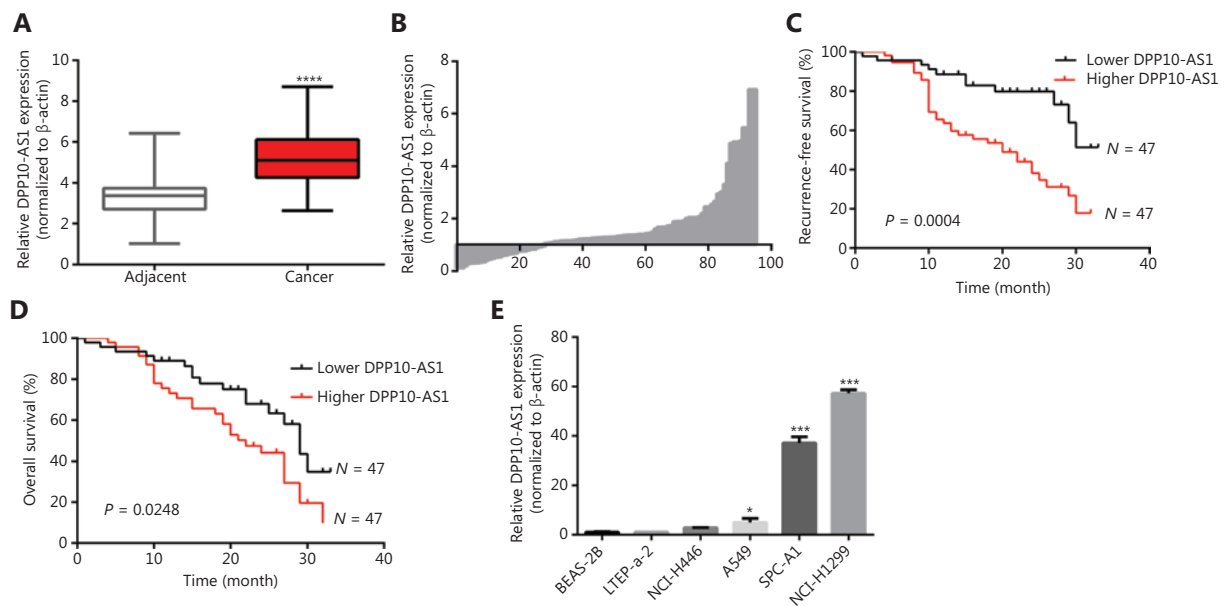 A
Relative DPP10-AS1 expression
(normalized to β-actin)
10
8
6
4
2
0
****
Adjacent
Cancer
B
Relative DPP10-AS1 expression
(normalized to β-actin)
8
6
4
2
0
20
40
60
80
100
C
Recurrence-free survival (%)
100
80
60
40
20
0
Lower DPP10-AS1
Higher DPP10-AS1
N = 47
N = 47
P = 0.0004
0
10
20
30
40
Time (month)
D
Overall survival (%)
100
80
60
40
20
0
Lower DPP10-AS1
Higher DPP10-AS1
N = 47
N = 47
P = 0.0248
0
10
20
30
40
Time (month)
E
Relative DPP10-AS1 expression
(normalized to β-actin)
80
60
40
20
0
*
***
***
BEAS-2B
LTEP-a-2
NCI-H446
A549
SPC-A1
NCI-H1299